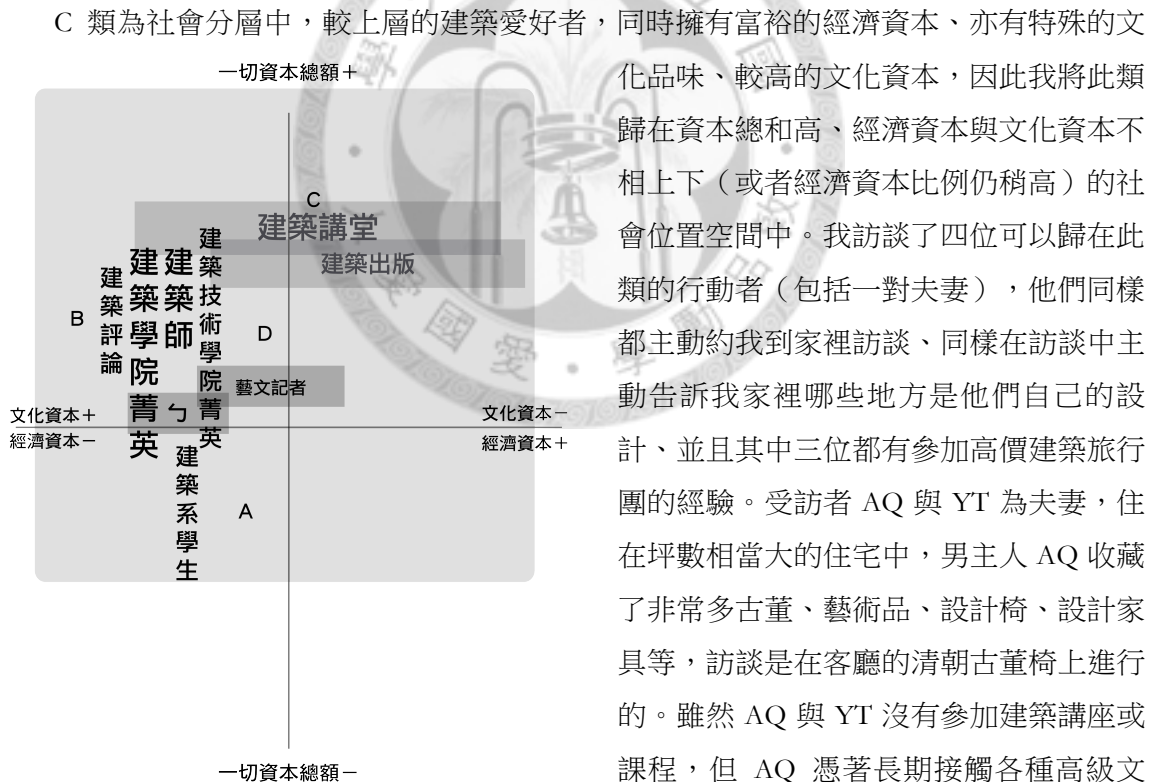 C 類為社會分層中，較上層的建築愛好者，同時擁有富裕的經濟資本、亦有特殊的文
化品味、較高的文化資本，因此我將此類
歸在資本總和高、經濟資本與文化資本不
相上下（或者經濟資本比例仍稍高）的社
會位置空間中。我訪談了四位可以歸在此
類的行動者（包括一對夫妻），他們同樣
都主動約我到家裡訪談、同樣在訪談中主
動告訴我家裡哪些地方是他們自己的設
計、並且其中三位都有參加高價建築旅行
團的經驗。受訪者 AQ 與 YT 為夫妻，住
在坪數相當大的住宅中，男主人 AQ 收藏
了非常多古董、藝術品、設計椅、設計家
具等，訪談是在客廳的清朝古董椅上進行
的。雖然 AQ 與 YT 沒有參加建築講座或
課程，但 AQ 憑著長期接觸各種高級文
一切資本總額＋
C
建築講堂
建築出版
B
建築評論
建築學院菁英
建築師
建築技術學院菁英
D
藝文記者
ㄅ
文化資本＋
經濟資本－
文化資本－
經濟資本＋
建築系學生
A
一切資本總額－